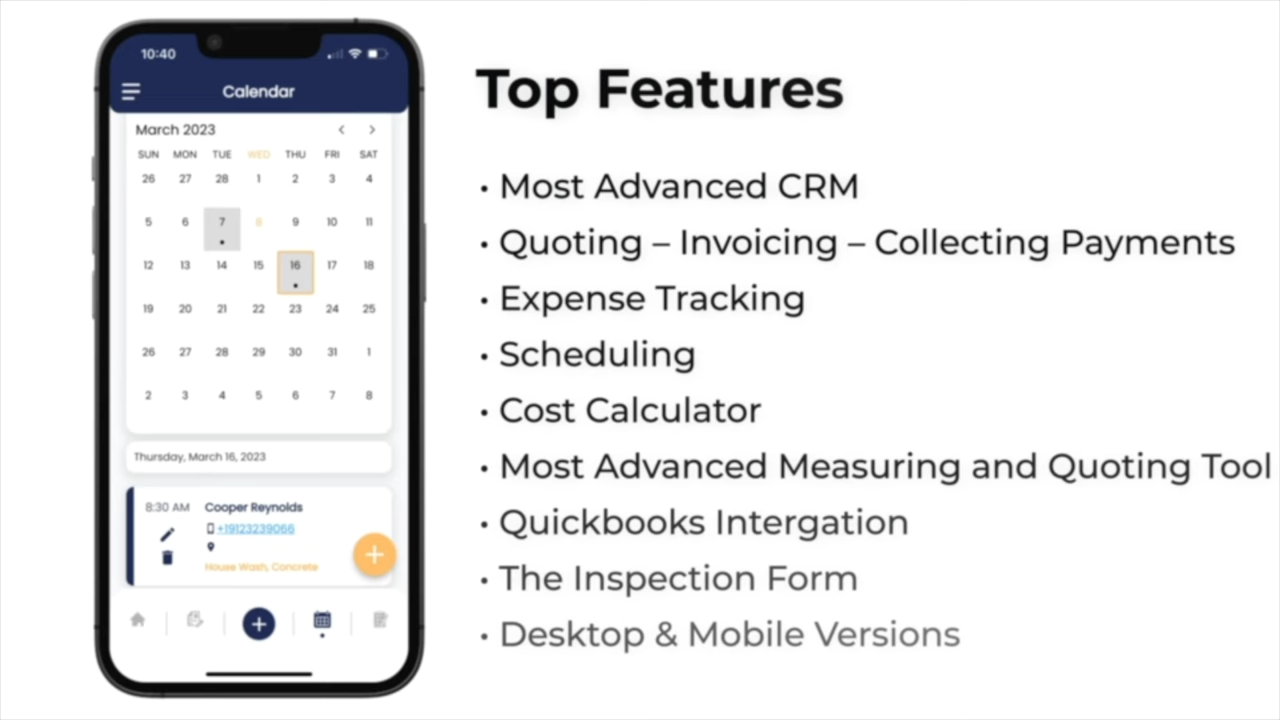 10:40
Calendar
March 2023
SUN MON TUE WED THU FRI SAT
26 27 28 1 2 3 4
5 6 7 8 9 10 11
12 13 14 15 16 17 18
19 20 21 22 23 24 25
26 27 28 29 30 31 1
2 3 4 5 6 7 8
Thursday, March 16, 2023
8:30 AM Cooper Reynolds
+19123239066
House Wash, Concrete
Top Features
• Most Advanced CRM
• Quoting – Invoicing – Collecting Payments
• Expense Tracking
• Scheduling
• Cost Calculator
• Most Advanced Measuring and Quoting Tool
• Quickbooks Intergation
• The Inspection Form
• Desktop & Mobile Versions